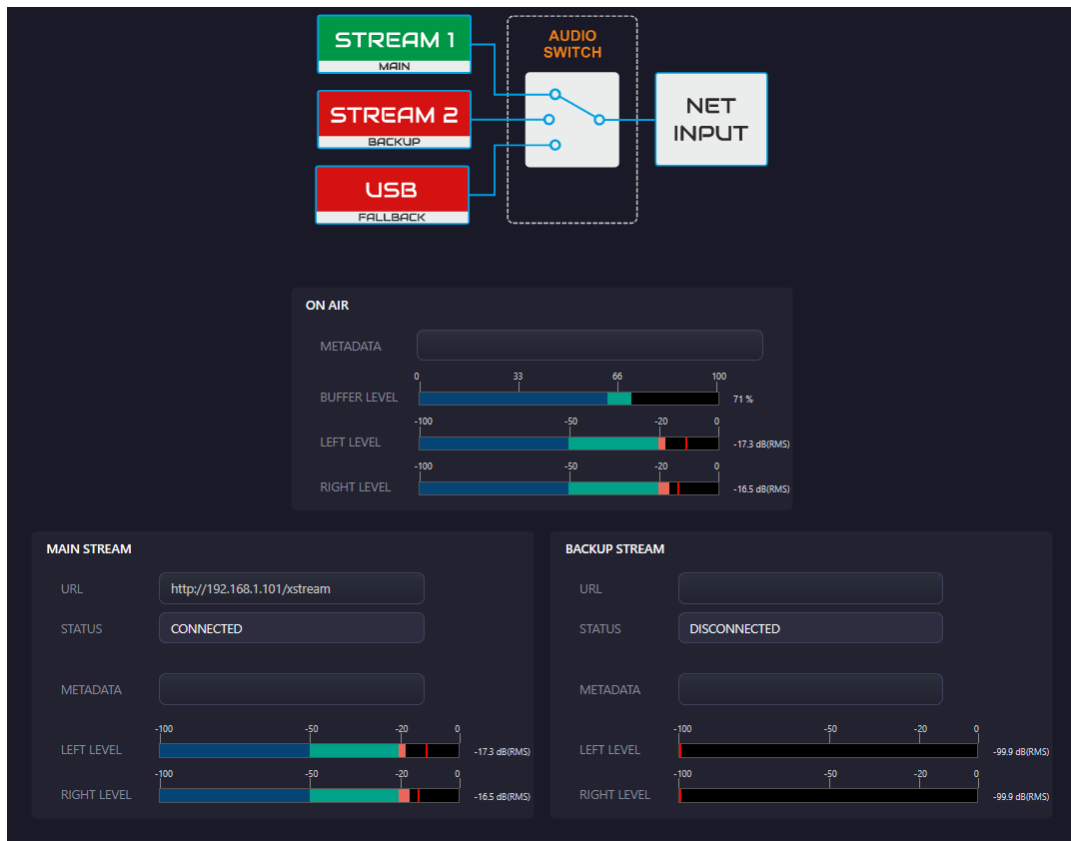 STREAM 1
MAIN
AUDIO
SWITCH
STREAM 2
BACKUP
NET
INPUT
USB
FALLBACK
ON AIR
METADATA
0 33 66 100
BUFFER LEVEL 71 %
-100 -50 -20 0
LEFT LEVEL -17.3 dB(RMS)
-100 -50 -20 0
RIGHT LEVEL -16.5 dB(RMS)
MAIN STREAM
URL http://192.168.1.101/xstream
STATUS CONNECTED
METADATA
-100 -50 -20 0
LEFT LEVEL -17.3 dB(RMS)
-100 -50 -20 0
RIGHT LEVEL -16.5 dB(RMS)
BACKUP STREAM
URL
STATUS DISCONNECTED
METADATA
-100 -50 -20 0
LEFT LEVEL -99.9 dB(RMS)
-100 -50 -20 0
RIGHT LEVEL -99.9 dB(RMS)